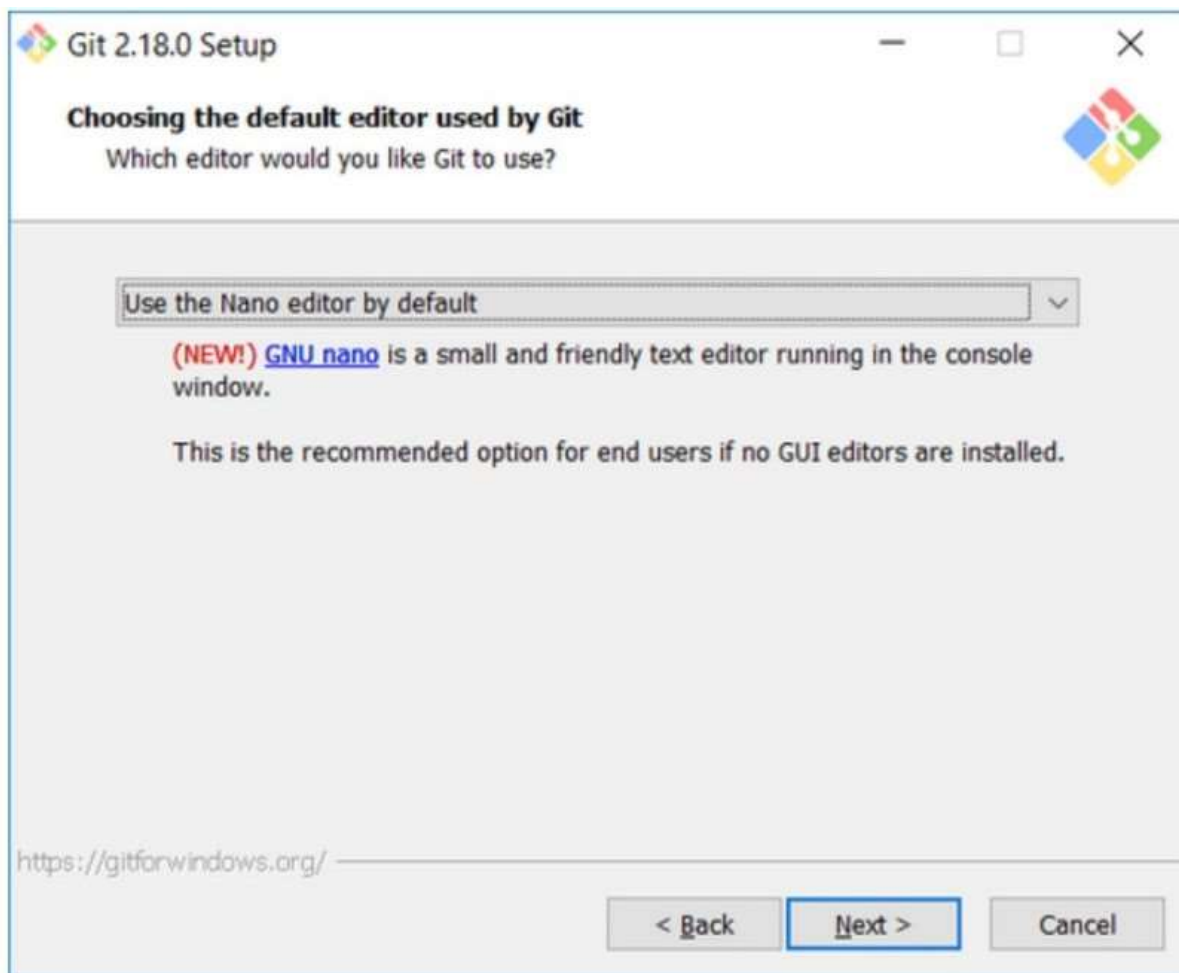 Git 2.18.0 Setup
Choosing the default editor used by Git
Which editor would you like Git to use?
Use the Nano editor by default
(NEW!) GNU nano is a small and friendly text editor running in the console
window.
This is the recommended option for end users if no GUI editors are installed.
https://gitforwindows.org/
< Back
Next >
Cancel